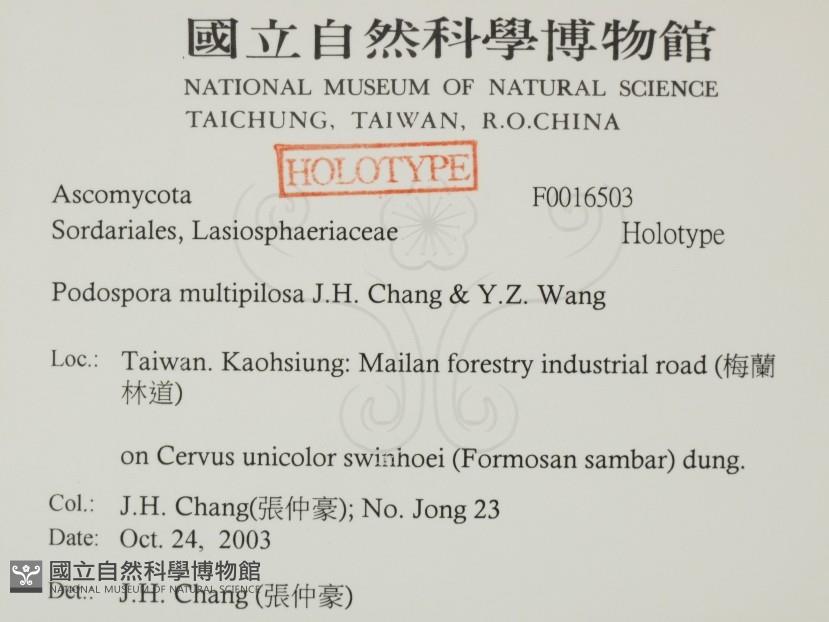 國立自然科學博物館
NATIONAL MUSEUM OF NATURAL SCIENCE
TAICHUNG, TAIWAN, R.O.CHINA
HOLOTYPE
Ascomycota F0016503
Sordariales, Lasiosphaeriaceae Holotype
Podospora multipilosa J.H. Chang & Y.Z. Wang
Loc.: Taiwan. Kaohsiung: Mailan forestry industrial road (梅蘭
林道)
on Cervus unicolor swinhoei (Formosan sambar) dung.
Col.: J.H. Chang(張仲豪); No. Jong 23
Date: Oct. 24, 2003
國立自然科學博物館
NATIONAL MUSEUM OF NATURAL SCIENCE
Det.: J.H. Chang (張仲豪)